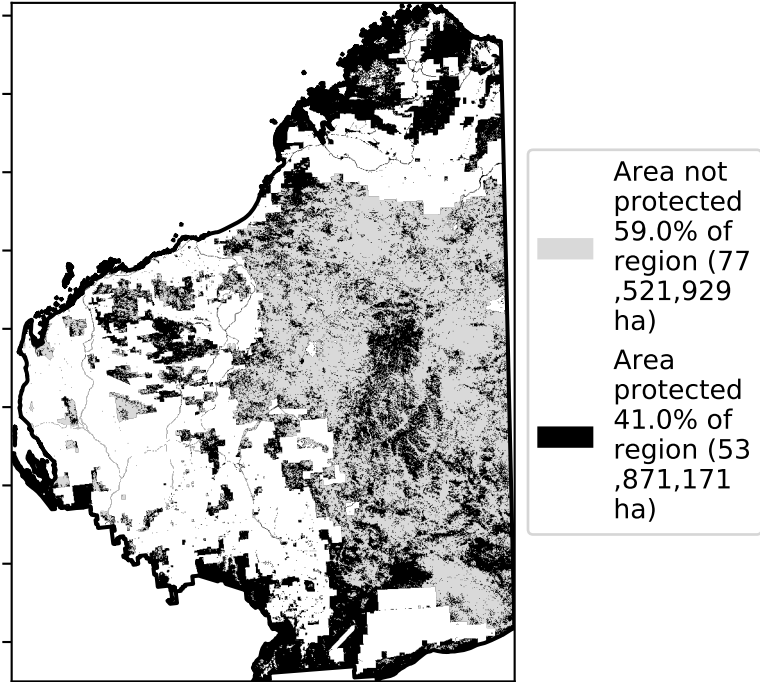 Area not
protected
59.0% of
region (77
,521,929
ha)
Area
protected
41.0% of
region (53
,871,171
ha)